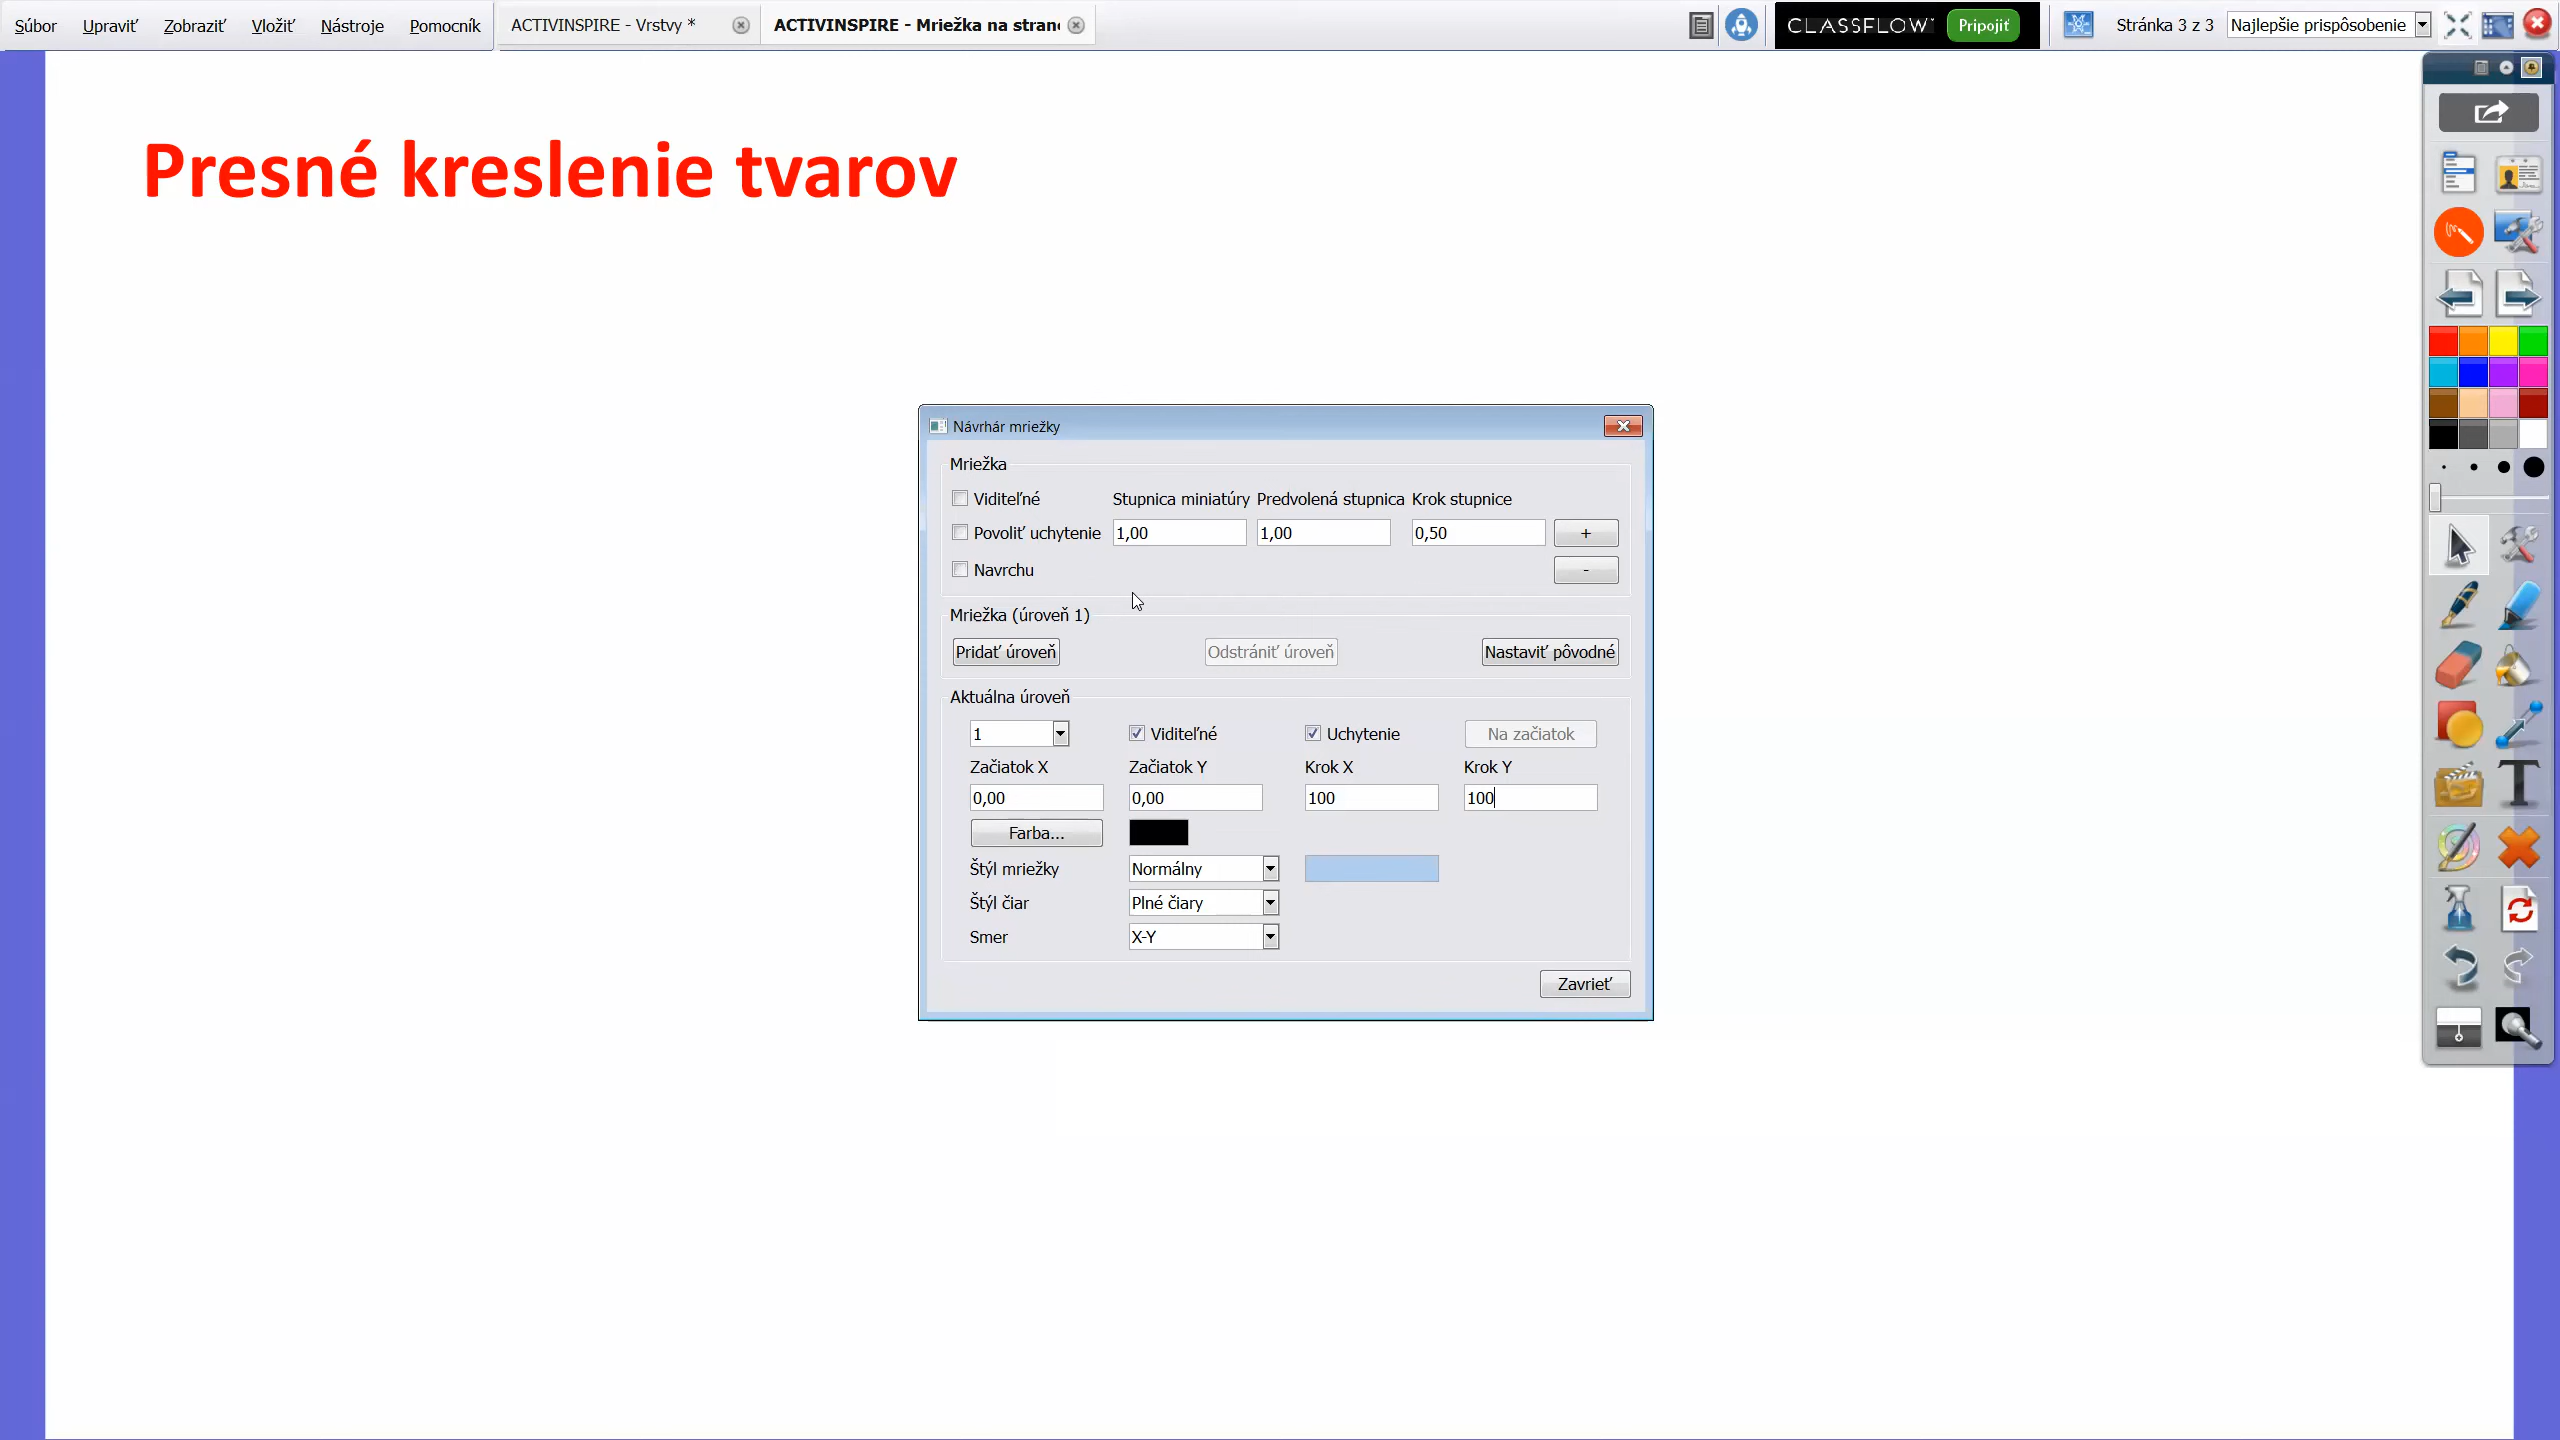 Súbor Upraviť Zobraziť Vložiť Nástroje Pomocník ACTIVINSPIRE - Vrstvy * ACTIVINSPIRE - Mriežka na stran CLASSFLOW Pripojiť Stránka 3 z 3 Najlepšie prispôsobenie
Presné kreslenie tvarov
Návrhár mriežky
Mriežka
Viditeľné Stupnica miniatúry Predvolená stupnica Krok stupnice
Povoliť uchytenie 1,00 1,00 0,50 +
Navrchu -
Mriežka (úroveň 1)
Pridať úroveň Odstrániť úroveň Nastaviť pôvodné
Aktuálna úroveň
1 Viditeľné Uchytenie Na začiatok
Začiatok X Začiatok Y Krok X Krok Y
0,00 0,00 100 100
Farba...
Štýl mriežky Normálny
Štýl čiar Plné čiary
Smer X-Y
Zavrieť